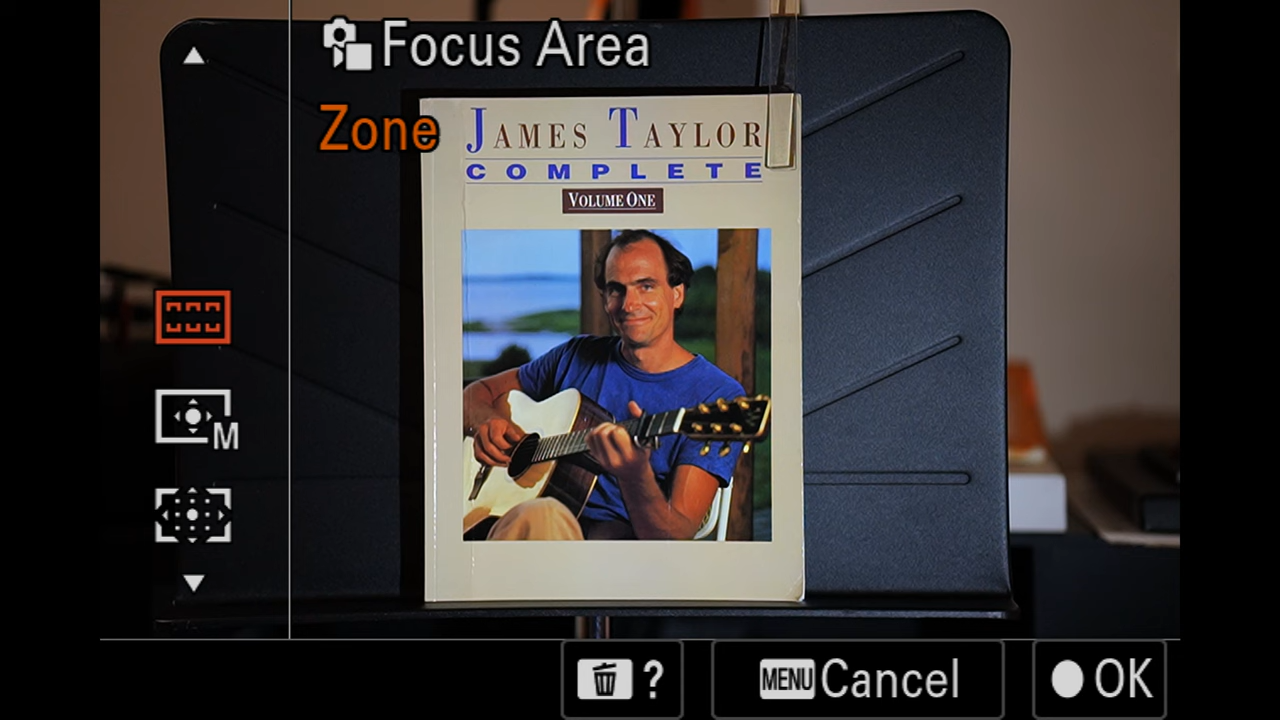 Focus Area
Zone
JAMES TAYLOR
COMPLETE
VOLUME ONE
M
? MENU Cancel OK